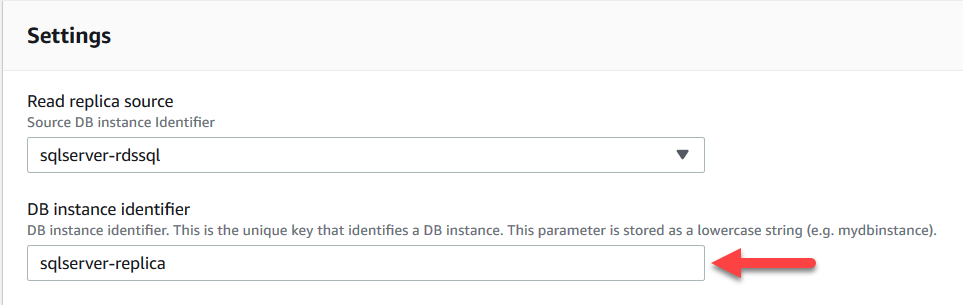 Settings
Read replica source
Source DB instance Identifier
sqlserver-rdssql
DB instance identifier
DB instance identifier. This is the unique key that identifies a DB instance. This parameter is stored as a lowercase string (e.g. mydbinstance).
sqlserver-replica